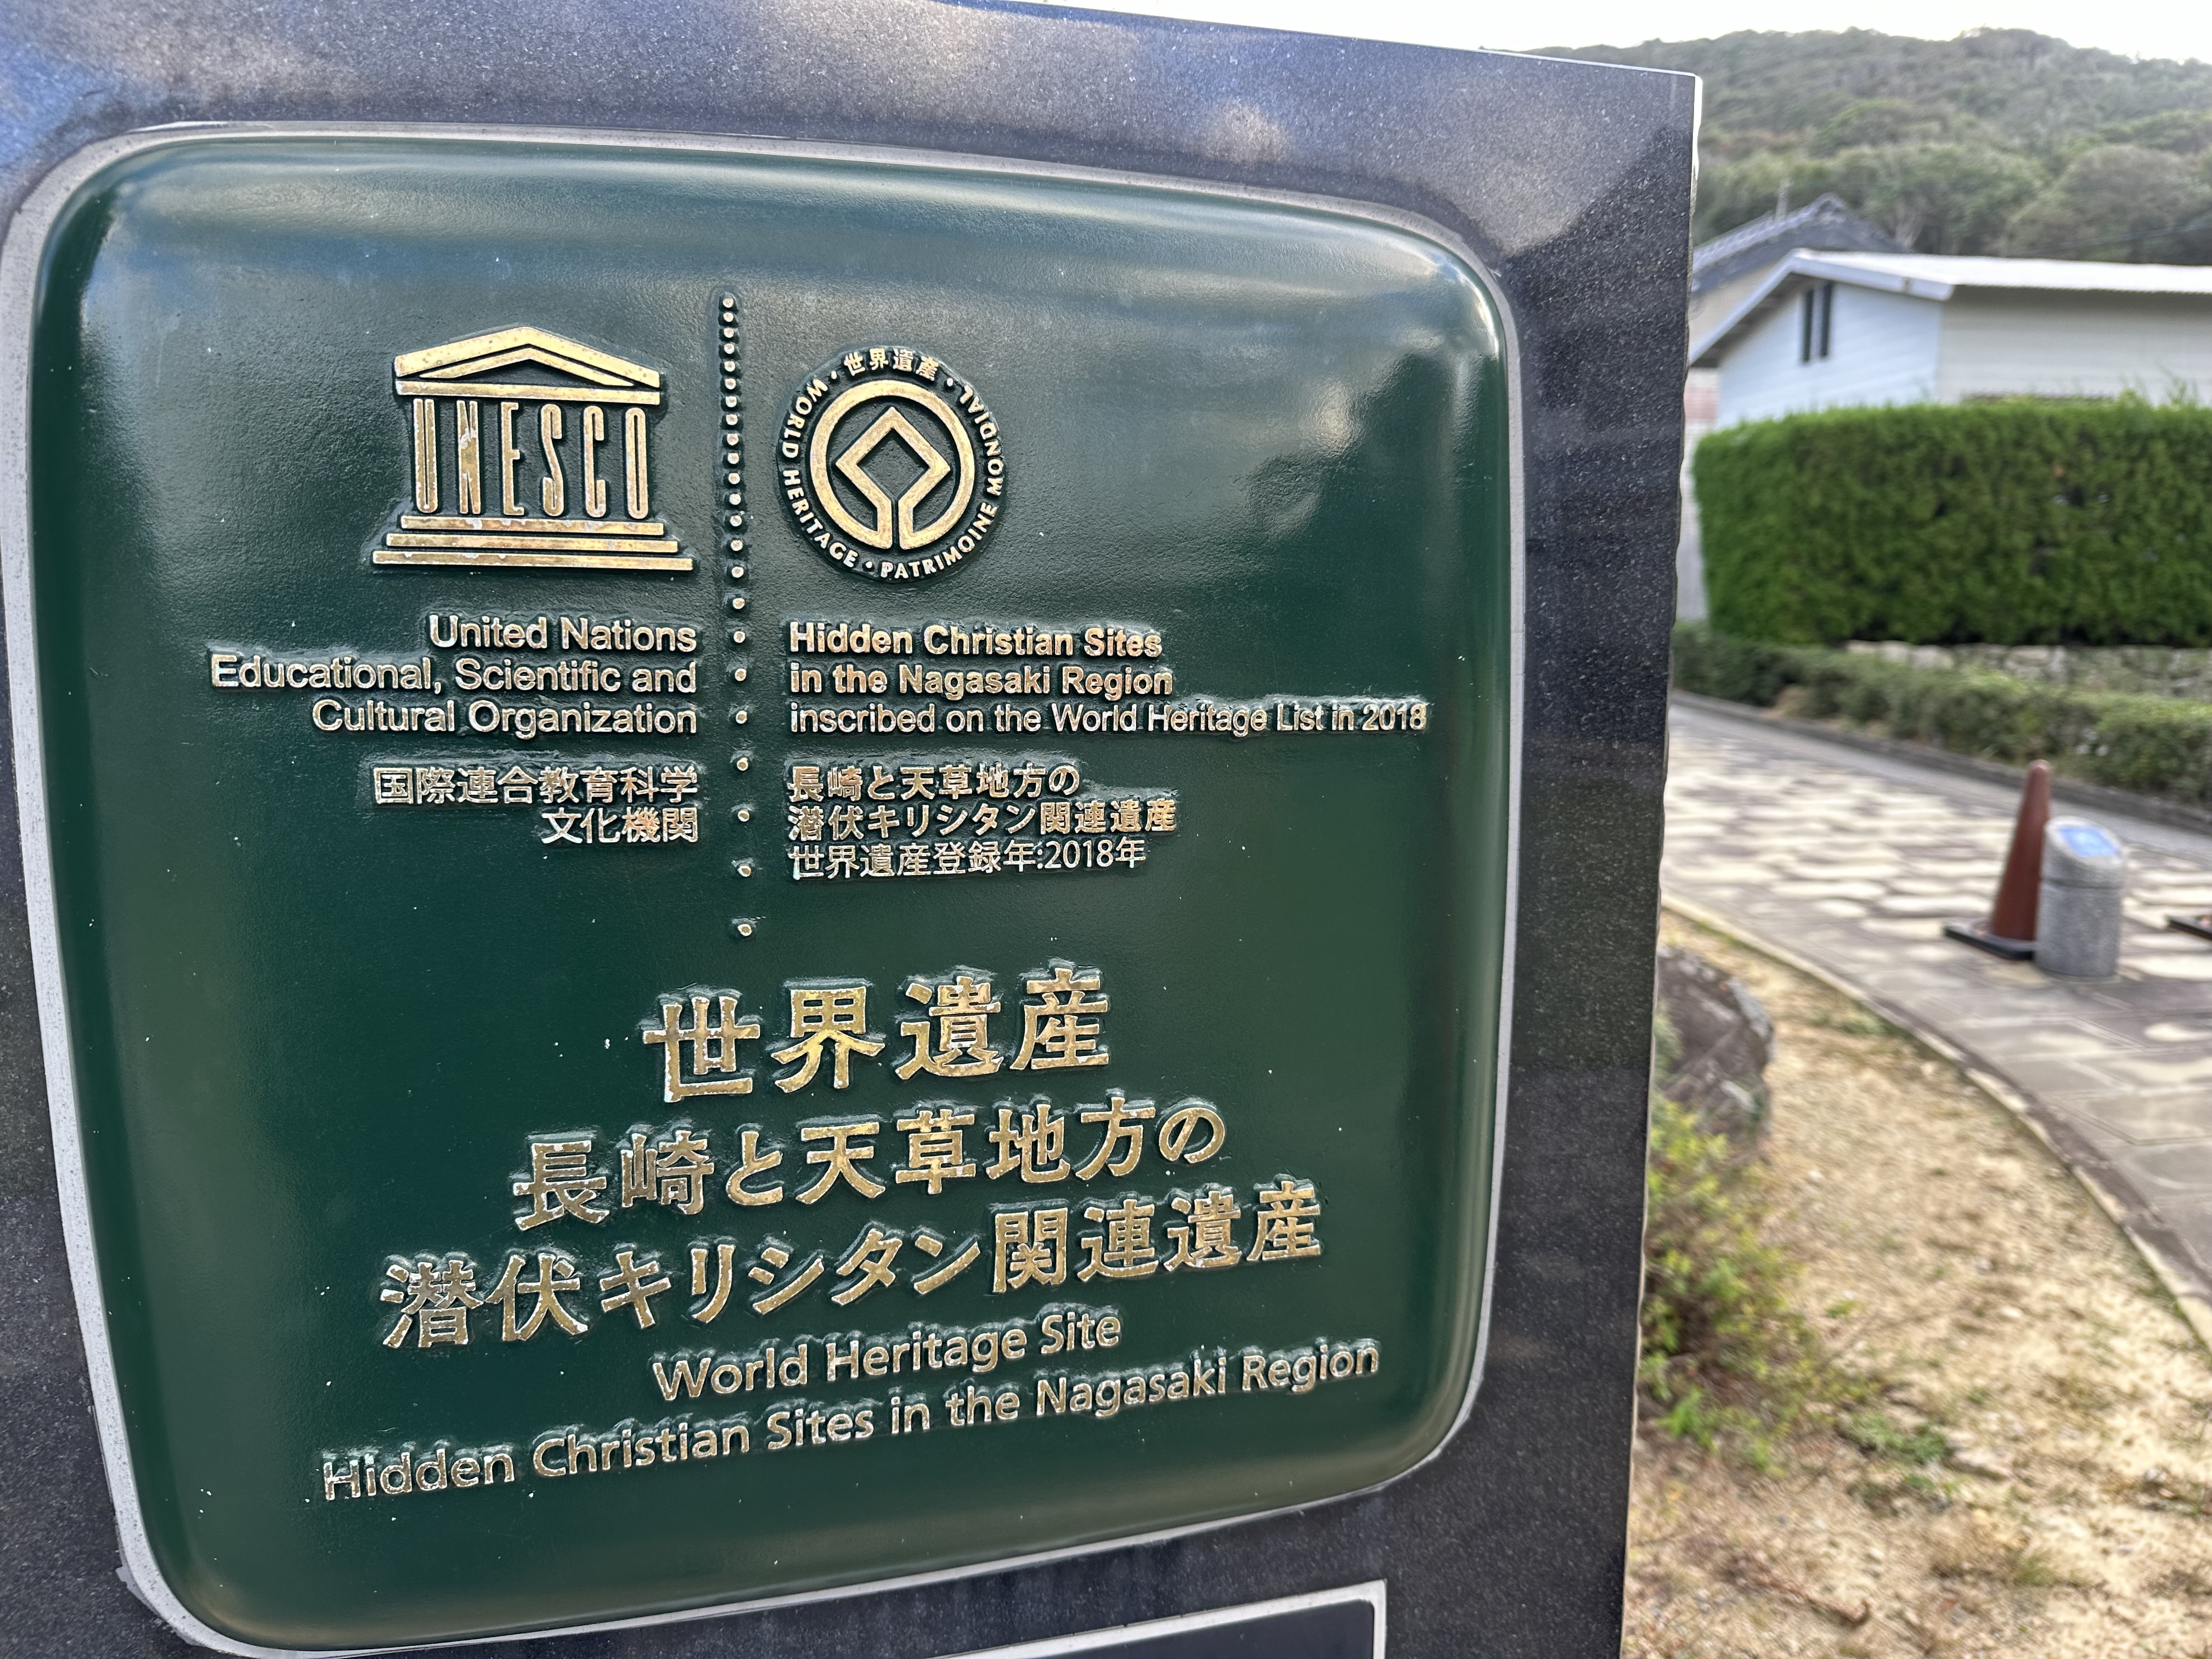 UNESCO
United Nations
Educational, Scientific and
Cultural Organization
国際連合教育科学
文化機関
世界遺産 · WORLD HERITAGE · PATRIMOINE MONDIAL ·
Hidden Christian Sites
in the Nagasaki Region
inscribed on the World Heritage List in 2018
長崎と天草地方の
潜伏キリシタン関連遺産
世界遺産登録年:2018年
世界遺産
長崎と天草地方の
潜伏キリシタン関連遺産
World Heritage Site
Hidden Christian Sites in the Nagasaki Region